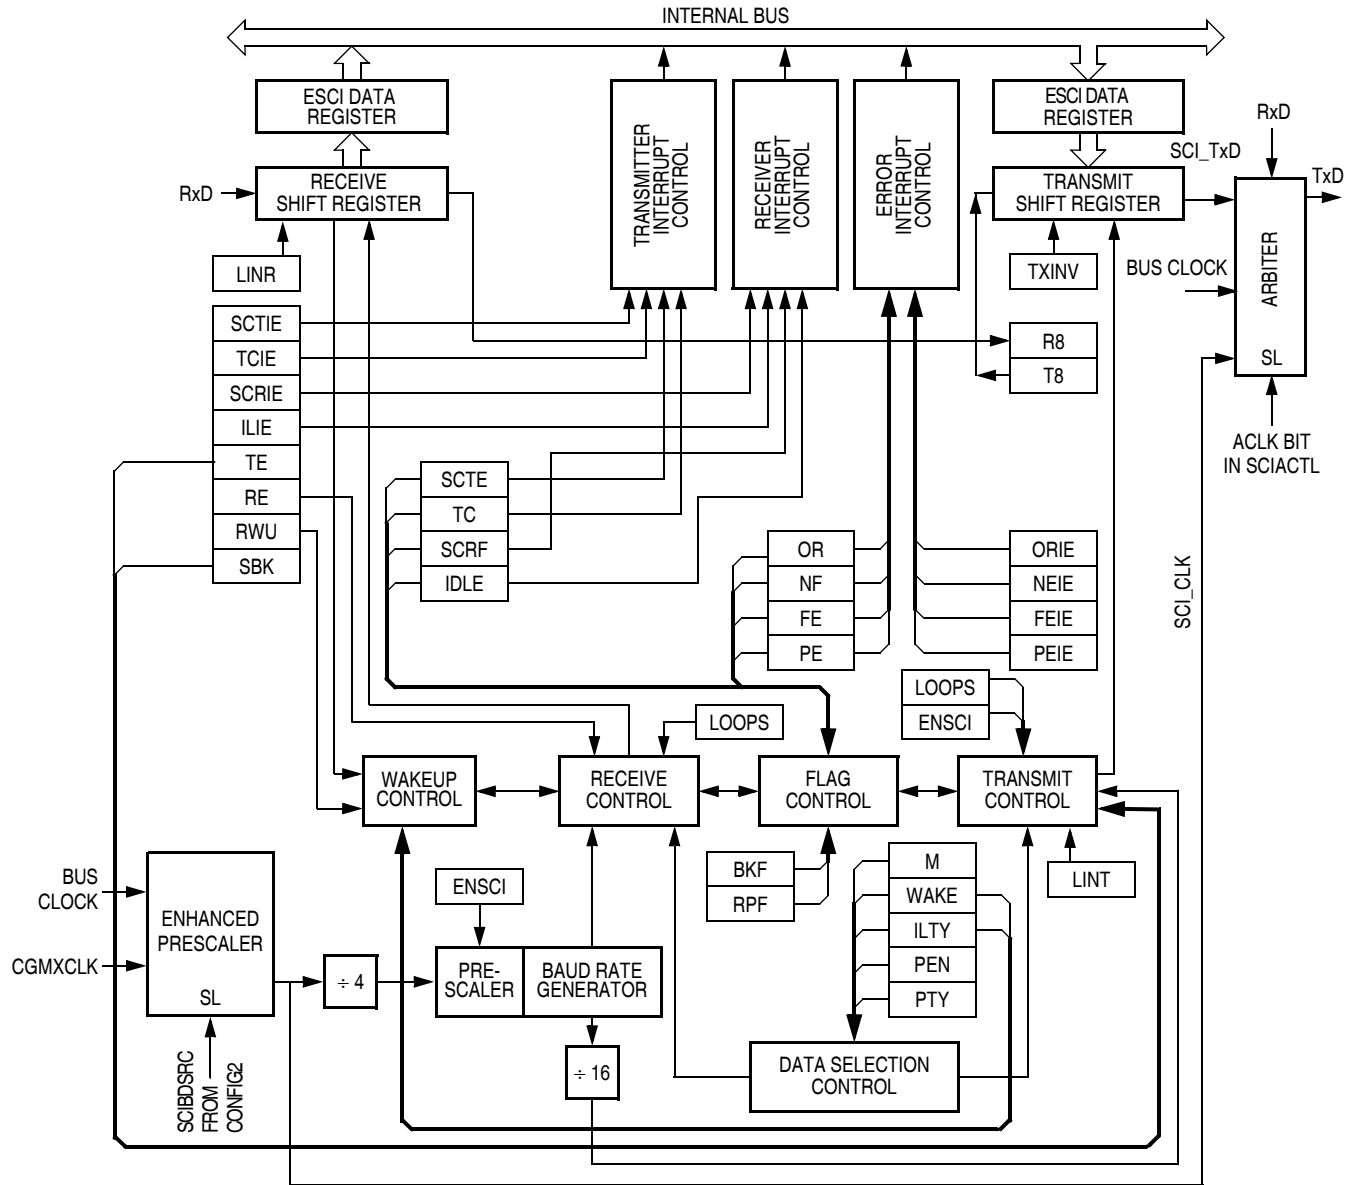 INTERNAL BUS
ESCI DATA
REGISTER
TRANSMITTER
INTERRUPT
CONTROL
RECEIVER
INTERRUPT
CONTROL
ERROR
INTERRUPT
CONTROL
ESCI DATA
REGISTER
RxD
SCI_TxD
TxD
RxD
RECEIVE
SHIFT REGISTER
TRANSMIT
SHIFT REGISTER
ARBITER
SL
LINR
TXINV
BUS CLOCK
SCTIE
TCIE
SCRIE
ILIE
TE
RE
RWU
SBK
R8
T8
ACLK BIT
IN SCIACTL
SCTE
TC
SCRF
IDLE
OR
NF
FE
PE
ORIE
NEIE
FEIE
PEIE
SCI_CLK
LOOPS
ENSCI
LOOPS
WAKEUP
CONTROL
RECEIVE
CONTROL
FLAG
CONTROL
TRANSMIT
CONTROL
BKF
RPF
M
WAKE
ILTY
PEN
PTY
LINT
BUS
CLOCK
CGMXCLK
ENHANCED
PRESCALER
SL
ENSCI
÷ 4
PRE-
SCALER
BAUD RATE
GENERATOR
÷ 16
DATA SELECTION
CONTROL
SCIBDSRC
FROM
CONFIG2